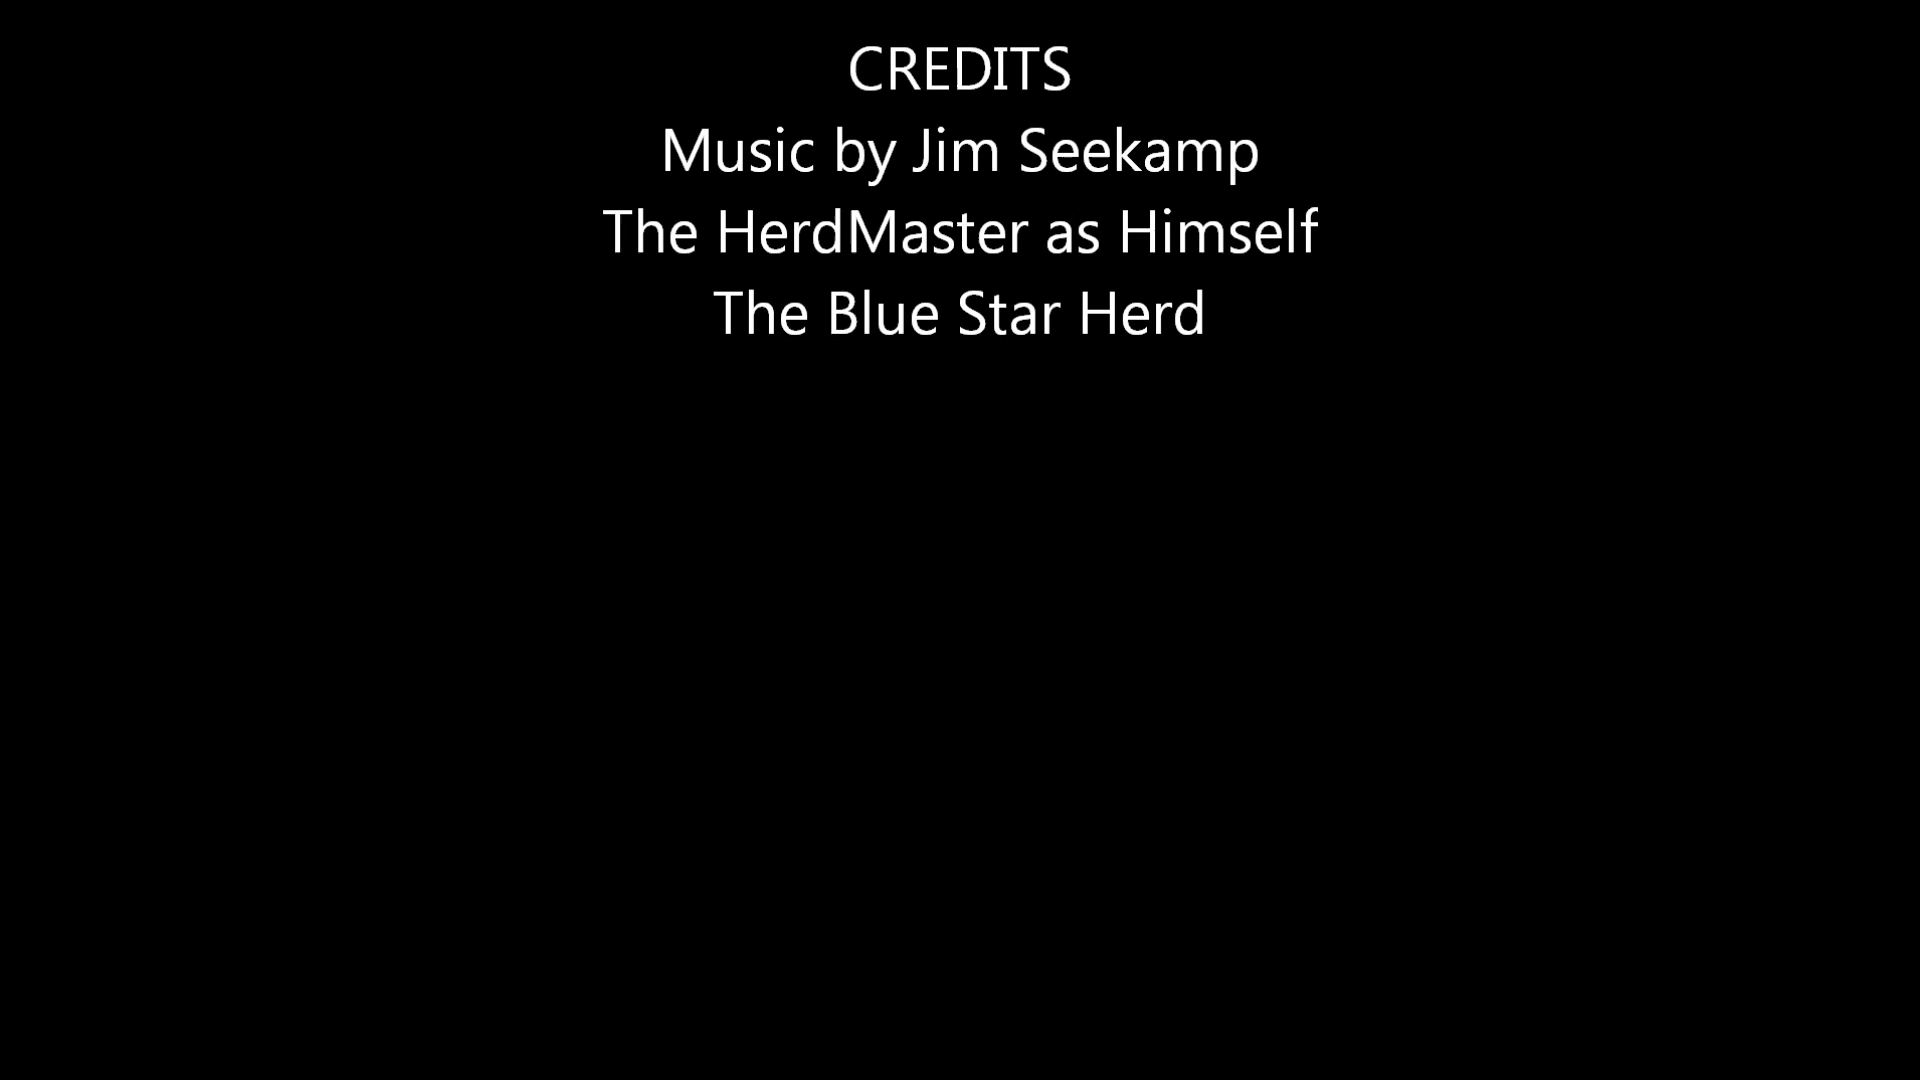 CREDITS
Music by Jim Seekamp
The HerdMaster as Himself
The Blue Star Herd